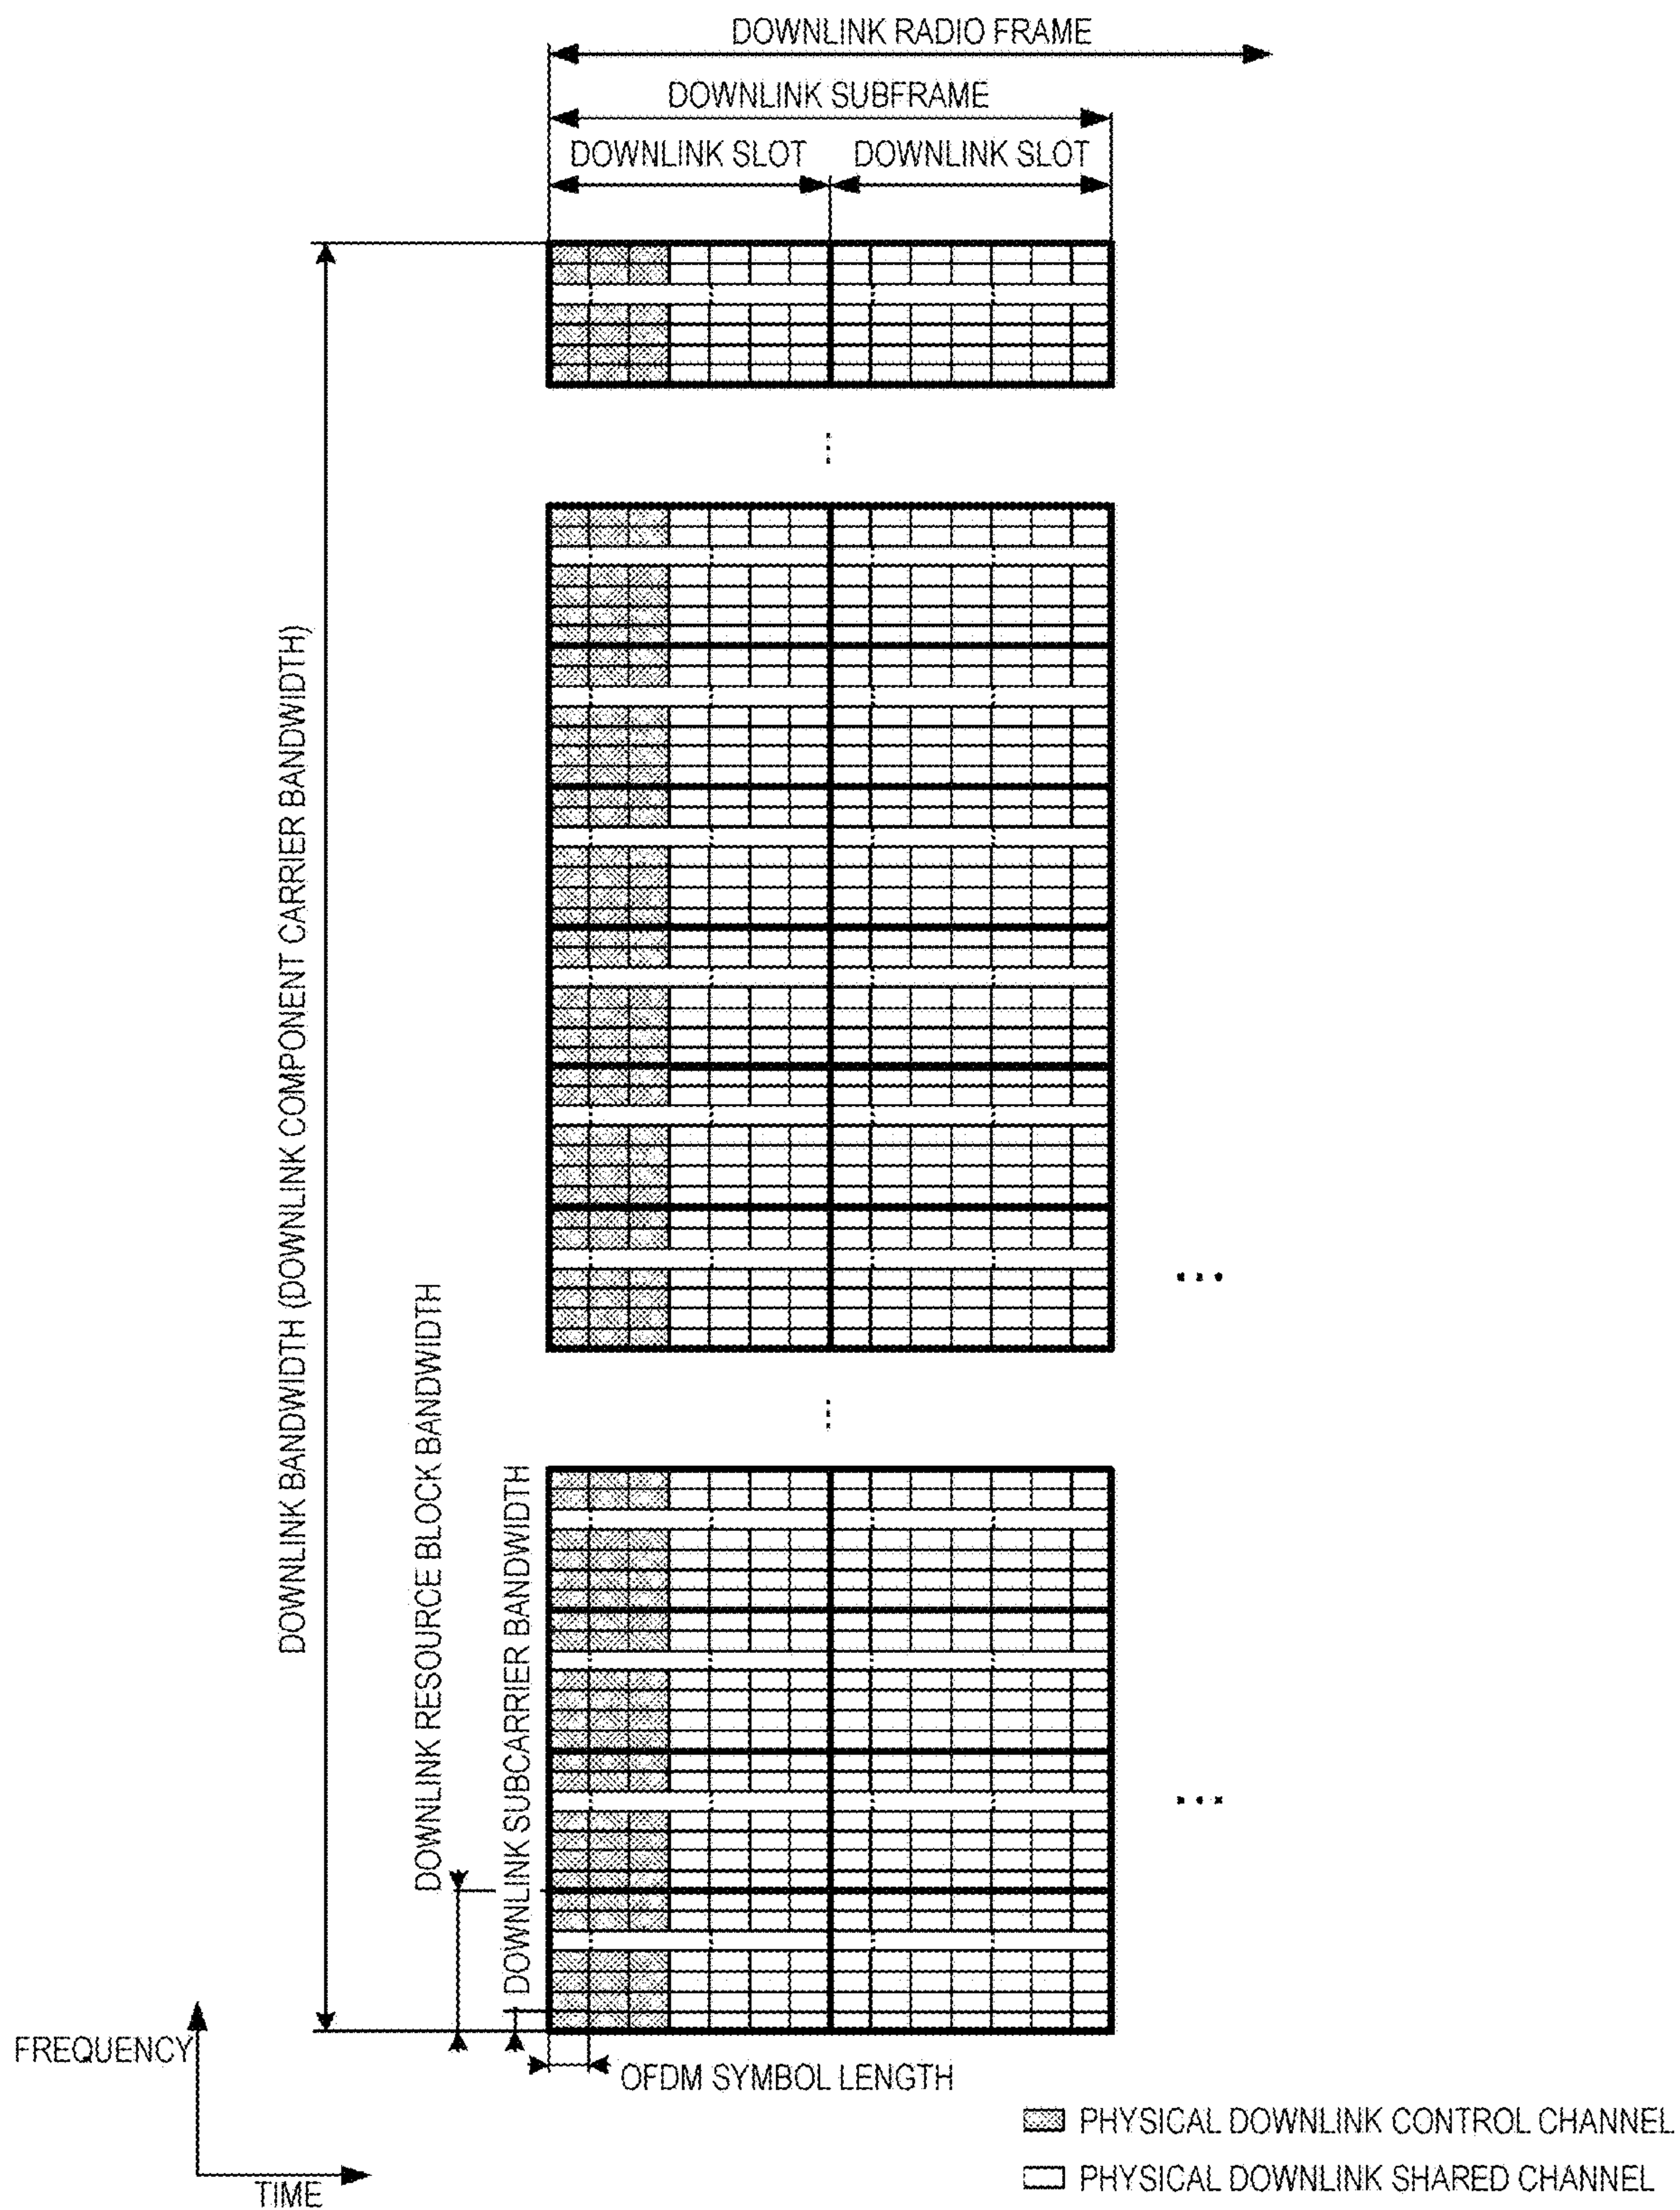 DOWNLINK RADIO FRAME
DOWNLINK SUBFRAME
DOWNLINK SLOT DOWNLINK SLOT
DOWNLINK BANDWIDTH (DOWNLINK COMPONENT CARRIER BANDWIDTH)
DOWNLINK RESOURCE BLOCK BANDWIDTH
DOWNLINK SUBCARRIER BANDWIDTH
FREQUENCY
TIME
OFDM SYMBOL LENGTH
PHYSICAL DOWNLINK CONTROL CHANNEL
PHYSICAL DOWNLINK SHARED CHANNEL